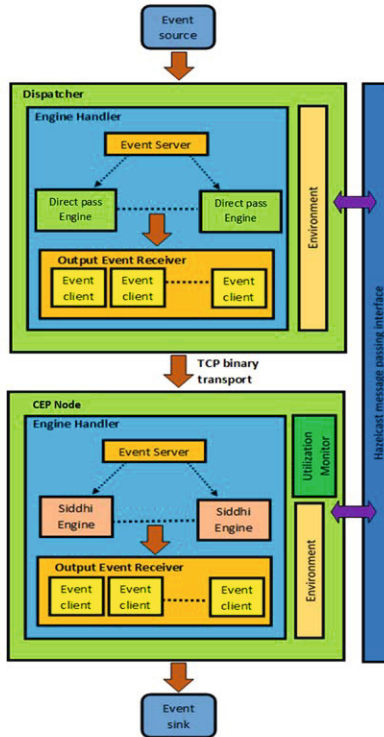 Event
source
Dispatcher
Engine Handler
Event Server
Direct pass
Engine
Direct pass
Engine
Output Event Receiver
Event
client
Event
client
Event
client
Environment
TCP binary
transport
CEP Node
Engine Handler
Event Server
Siddhi
Engine
Siddhi
Engine
Output Event Receiver
Event
client
Event
client
Event
client
Utilization
Monitor
Environment
Hazelcast message passing interface
Event
sink